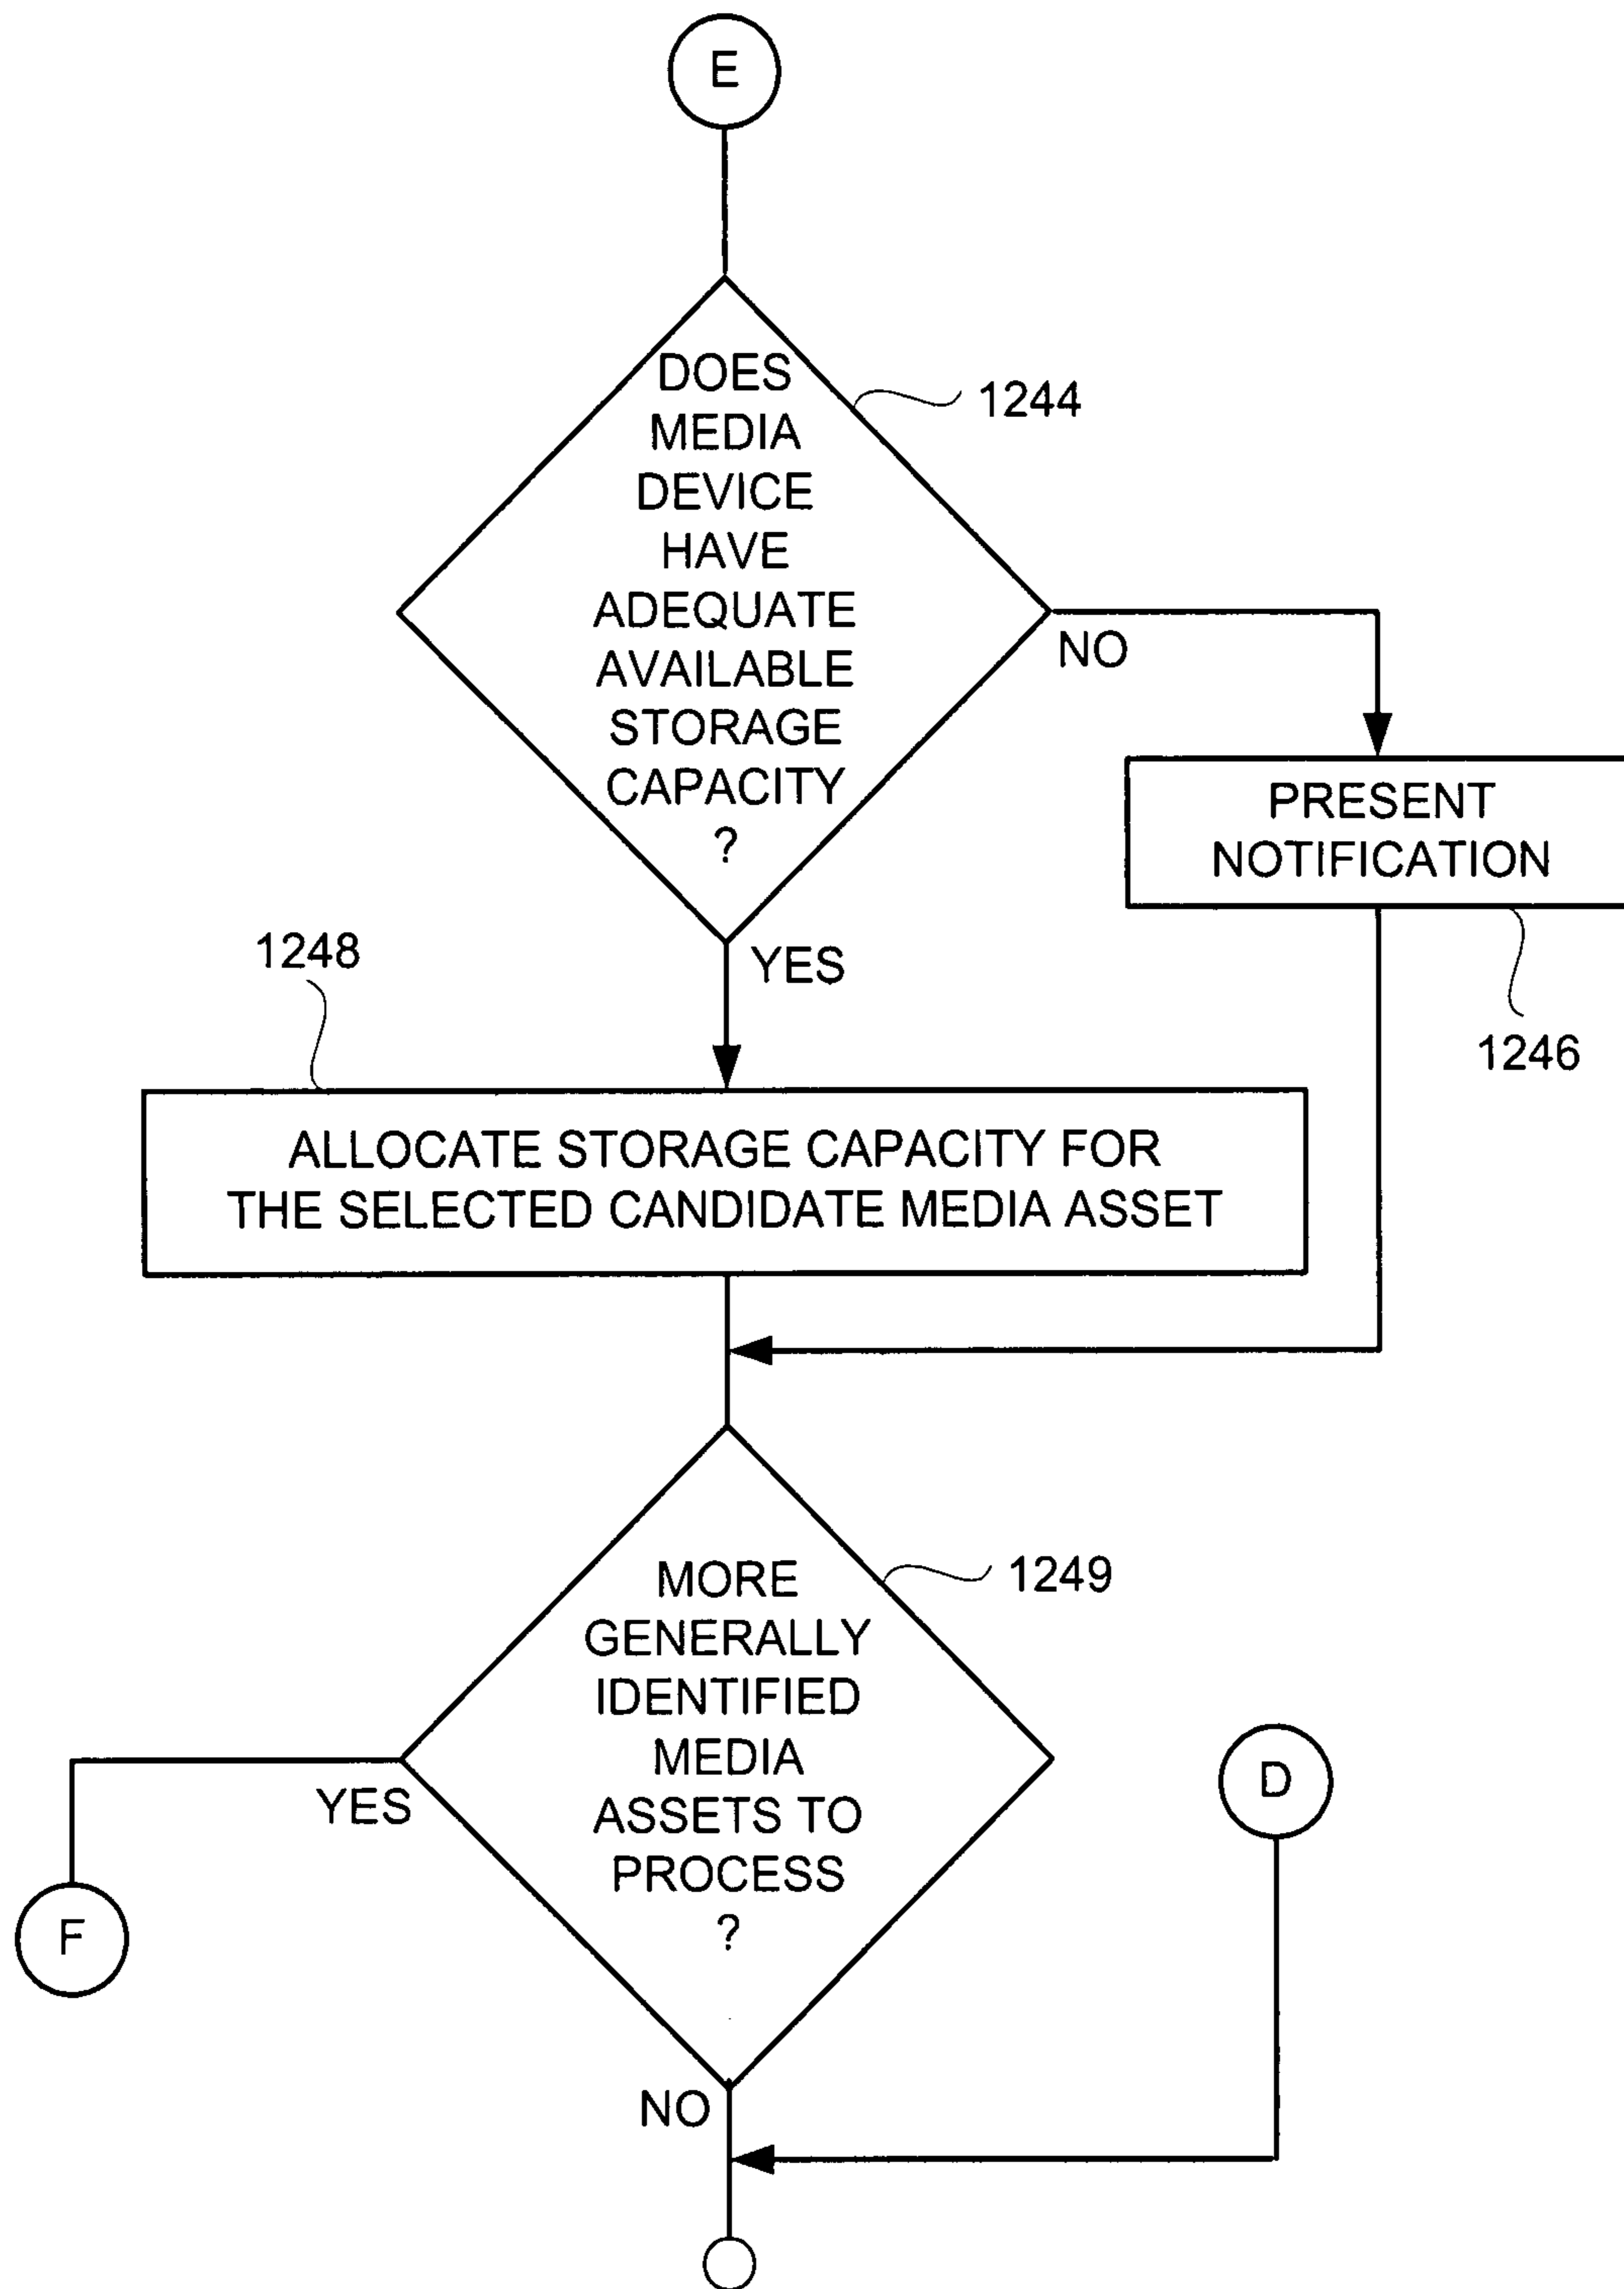 E
DOES
MEDIA
DEVICE
HAVE
ADEQUATE
AVAILABLE
STORAGE
CAPACITY
?
1244
NO
PRESENT
NOTIFICATION
1246
YES
1248
ALLOCATE STORAGE CAPACITY FOR
THE SELECTED CANDIDATE MEDIA ASSET
MORE
GENERALLY
IDENTIFIED
MEDIA
ASSETS TO
PROCESS
?
1249
YES
F
D
NO